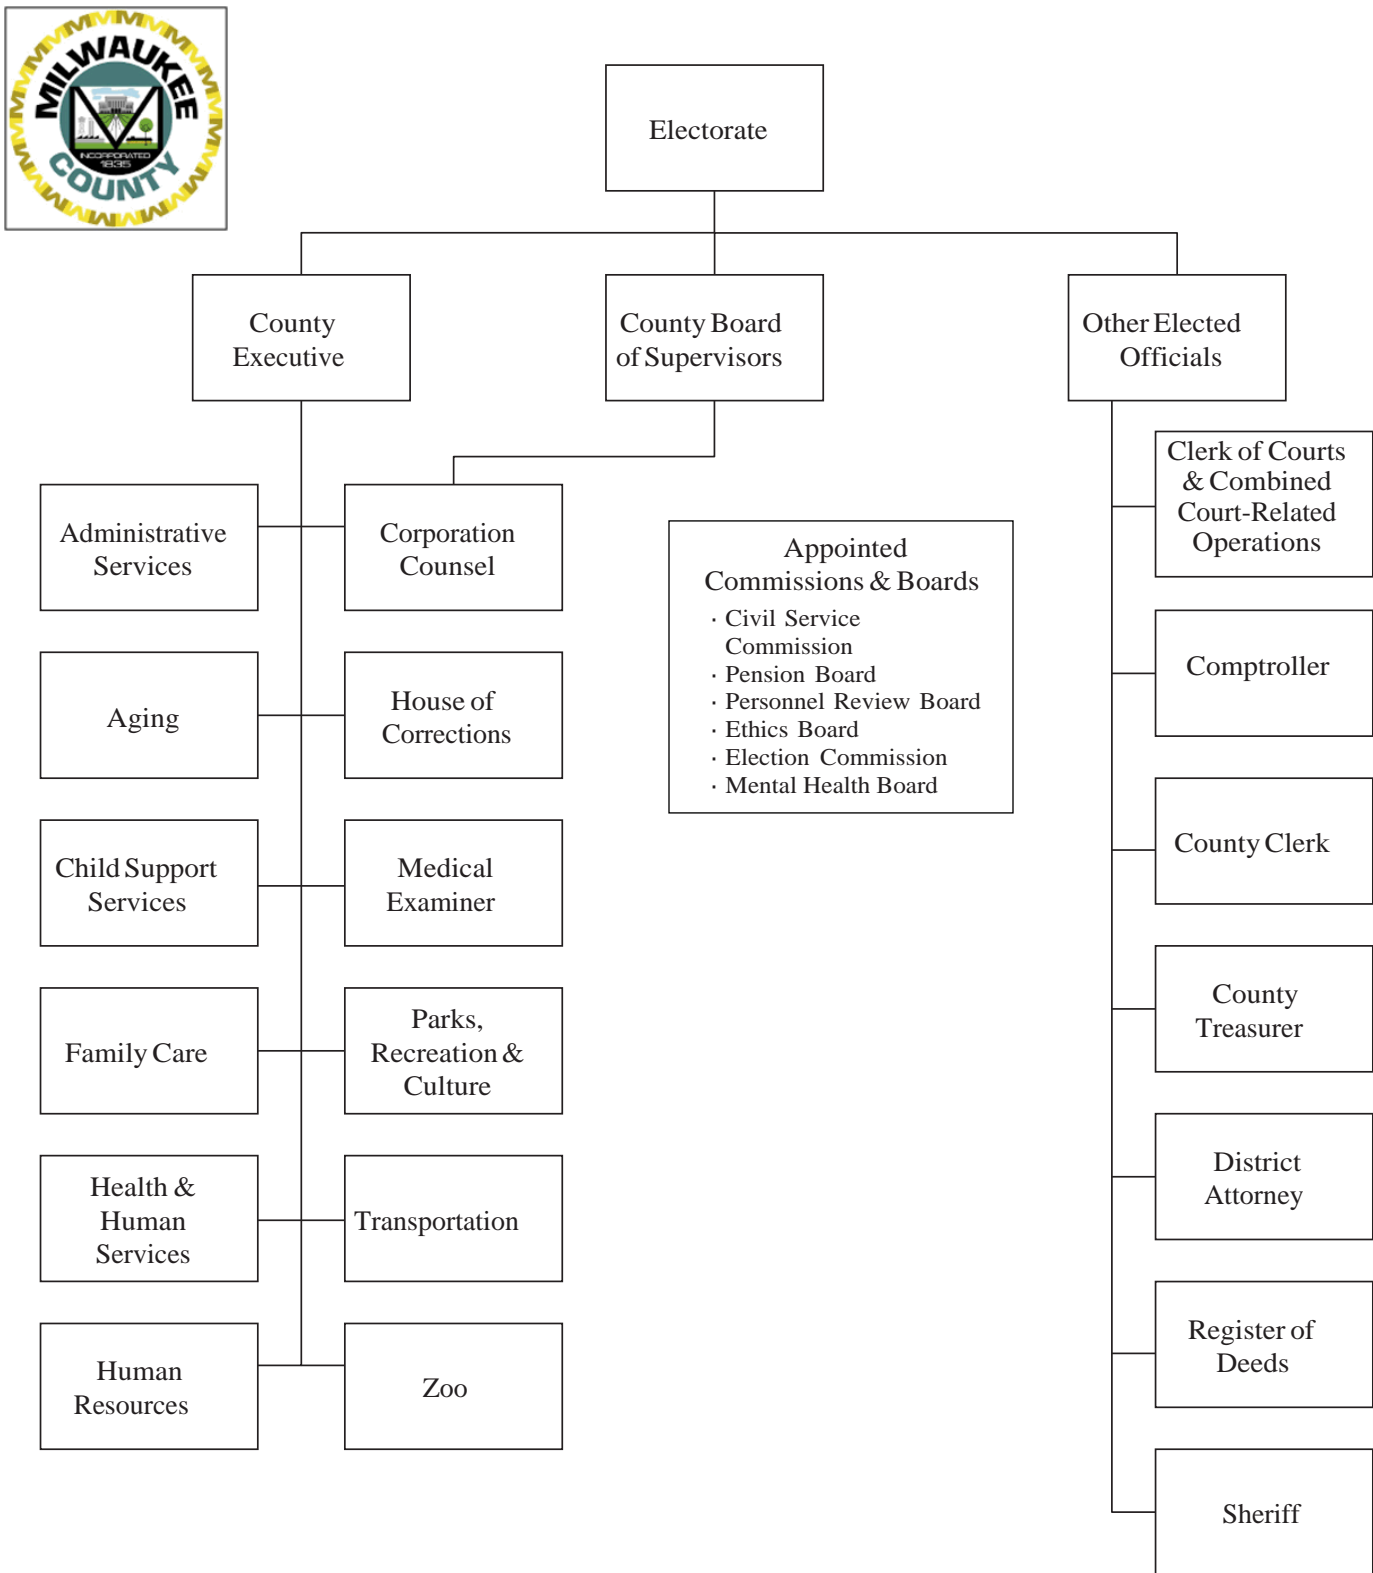 MILWAUKEE
INCORPORATED
1835
COUNTY
Electorate
County
Executive
County Board
of Supervisors
Other Elected
Officials
Administrative
Services
Corporation
Counsel
Aging
House of
Corrections
Child Support
Services
Medical
Examiner
Family Care
Parks,
Recreation &
Culture
Health &
Human
Services
Transportation
Human
Resources
Zoo
Appointed
Commissions & Boards
· Civil Service
Commission
· Pension Board
· Personnel Review Board
· Ethics Board
· Election Commission
· Mental Health Board
Clerk of Courts
& Combined
Court-Related
Operations
Comptroller
County Clerk
County
Treasurer
District
Attorney
Register of
Deeds
Sheriff